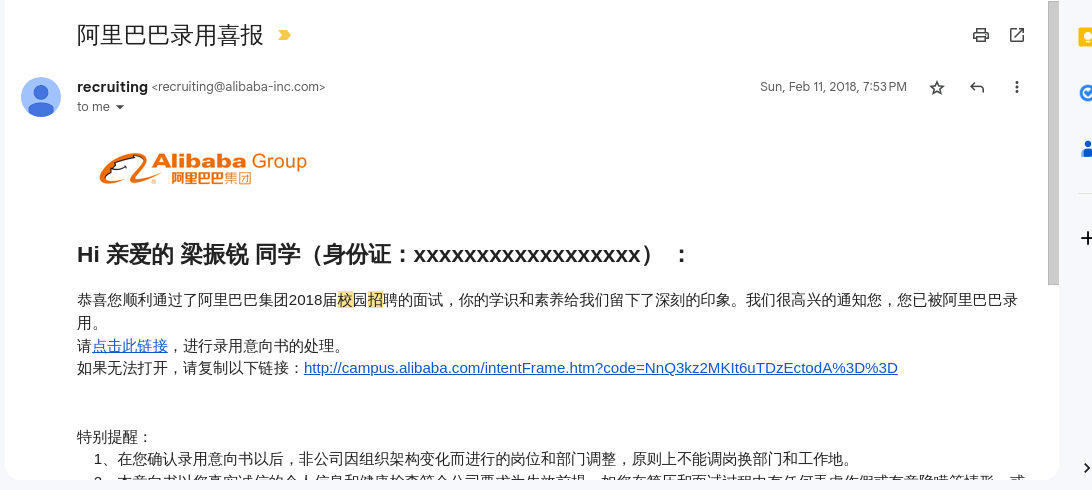 阿里巴巴录用喜报
recruiting <recruiting@alibaba-inc.com>
Sun, Feb 11, 2018, 7:53 PM
to me
Alibaba Group
阿里巴巴集团
Hi 亲爱的 梁振锐 同学（身份证：xxxxxxxxxxxxxxxxxx） ：
恭喜您顺利通过了阿里巴巴集团2018届校园招聘的面试，你的学识和素养给我们留下了深刻的印象。我们很高兴的通知您，您已被阿里巴巴录
用。
请点击此链接，进行录用意向书的处理。
如果无法打开，请复制以下链接：http://campus.alibaba.com/intentFrame.htm?code=NnQ3kz2MKIt6uTDzEctodA%3D%3D
特别提醒：
1、在您确认录用意向书以后，非公司因组织架构变化而进行的岗位和部门调整，原则上不能调岗换部门和工作地。